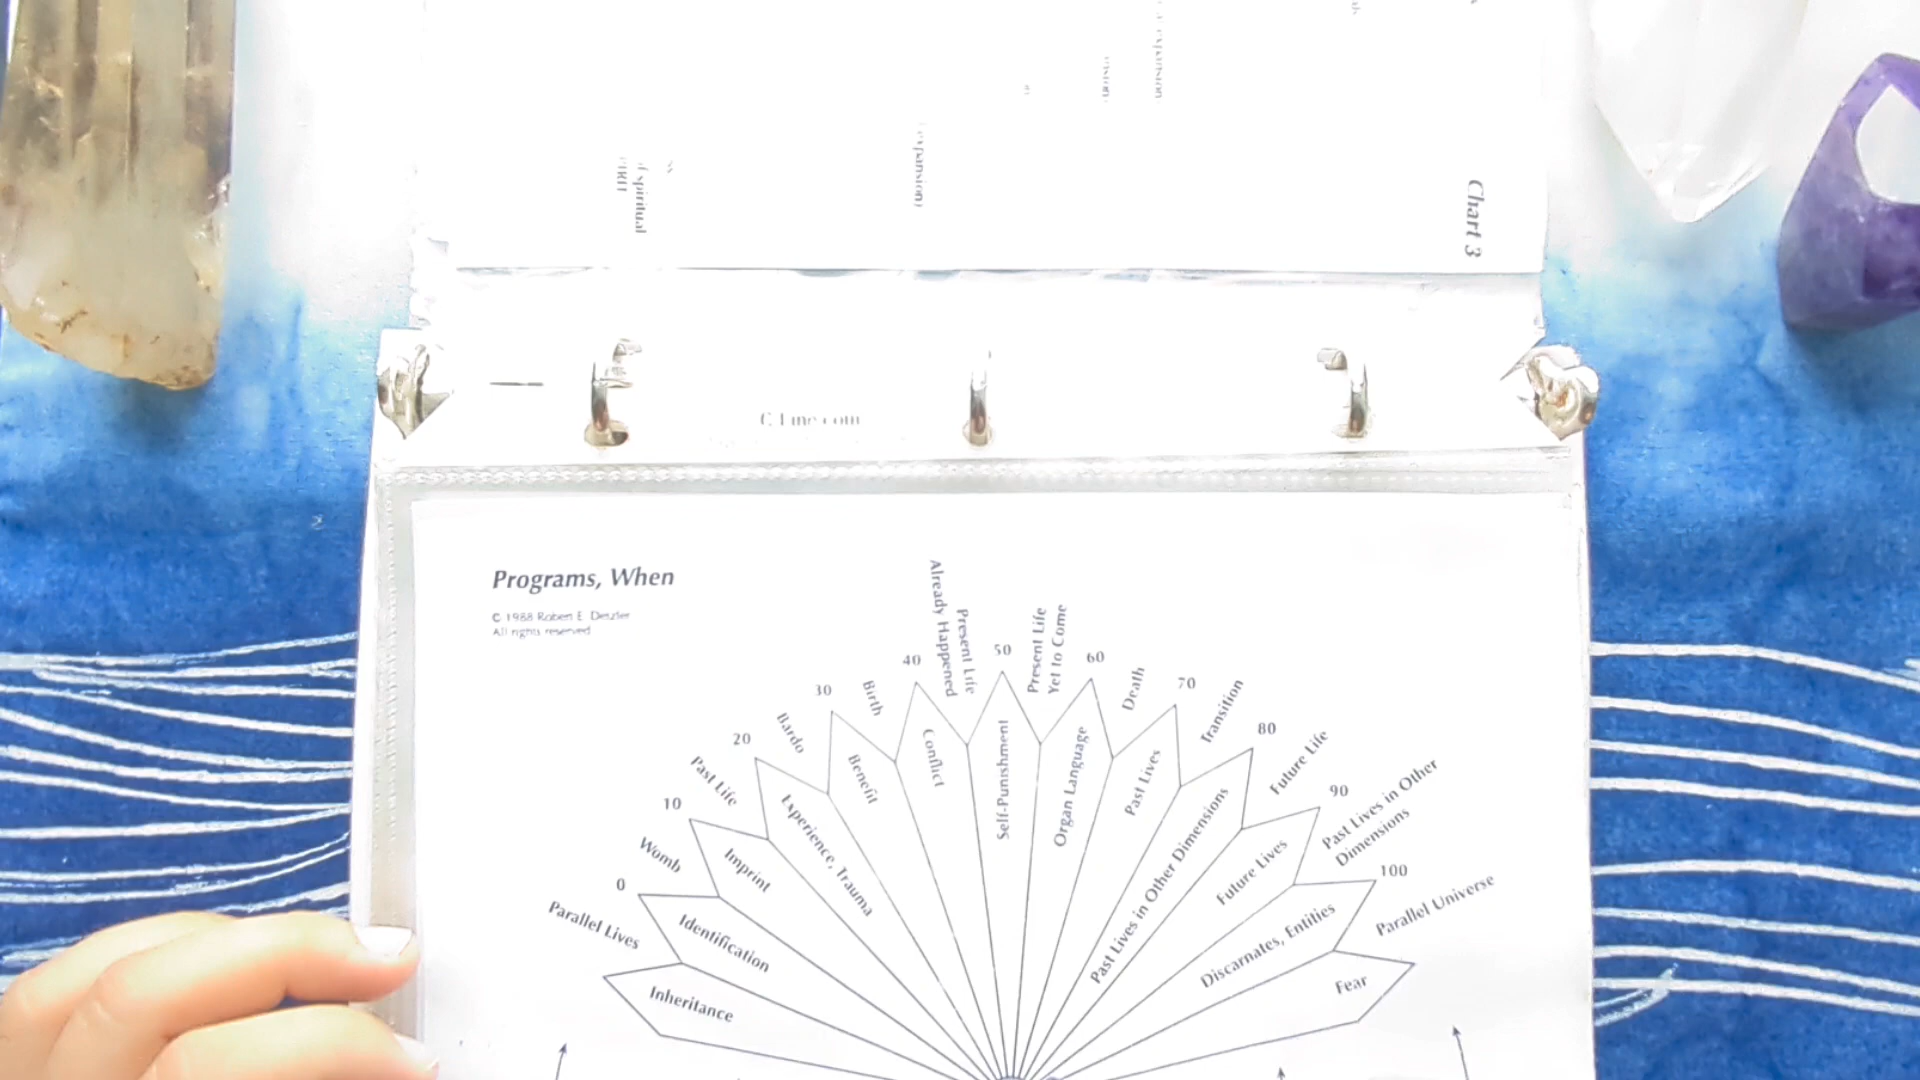 of spiritual
expansion)
Chart 3
Programs, When
© 1988 Robert E. Detzler
All rights reserved
Parallel Lives
0
Womb
10
Past Life
20
Bardo
30
Birth
40
Already Happened
Present Life
50
Present Life
Yet to Come
60
Death
70
Transition
80
Future Life
90
Past Lives in Other
Dimensions
100
Parallel Universe
Inheritance
Identification
Imprint
Experience, Trauma
Benefit
Conflict
Self-Punishment
Organ Language
Past Lives
Past Lives in Other Dimensions
Future Lives
Discarnates, Entities
Fear